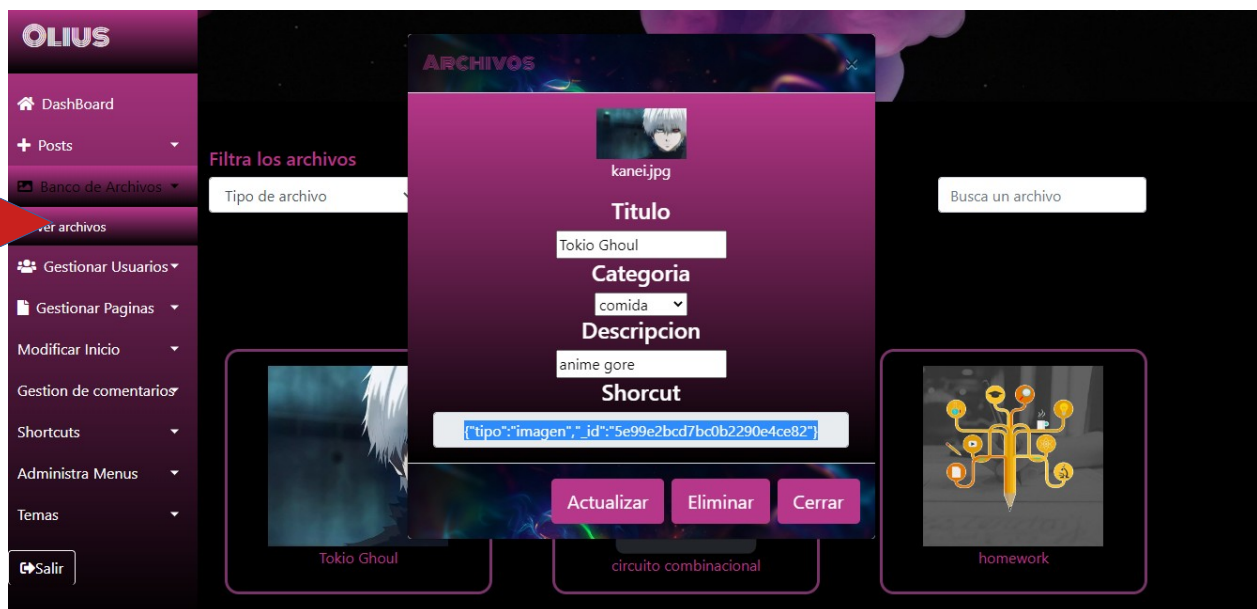 OLIUS
DashBoard
Posts
Banco de Archivos
Ver archivos
Gestionar Usuarios
Gestionar Paginas
Modificar Inicio
Gestion de comentarios
Shortcuts
Administra Menus
Temas
Salir
Filtra los archivos
Tipo de archivo
Busca un archivo
ARCHIVOS
×
kanei.jpg
Titulo
Tokio Ghoul
Categoria
comida
Descripcion
anime gore
Shorcut
{"tipo":"imagen","_id":"5e99e2bcd7bc0b2290e4ce82"}
Actualizar Eliminar Cerrar
Tokio Ghoul
circuito combinacional
homework